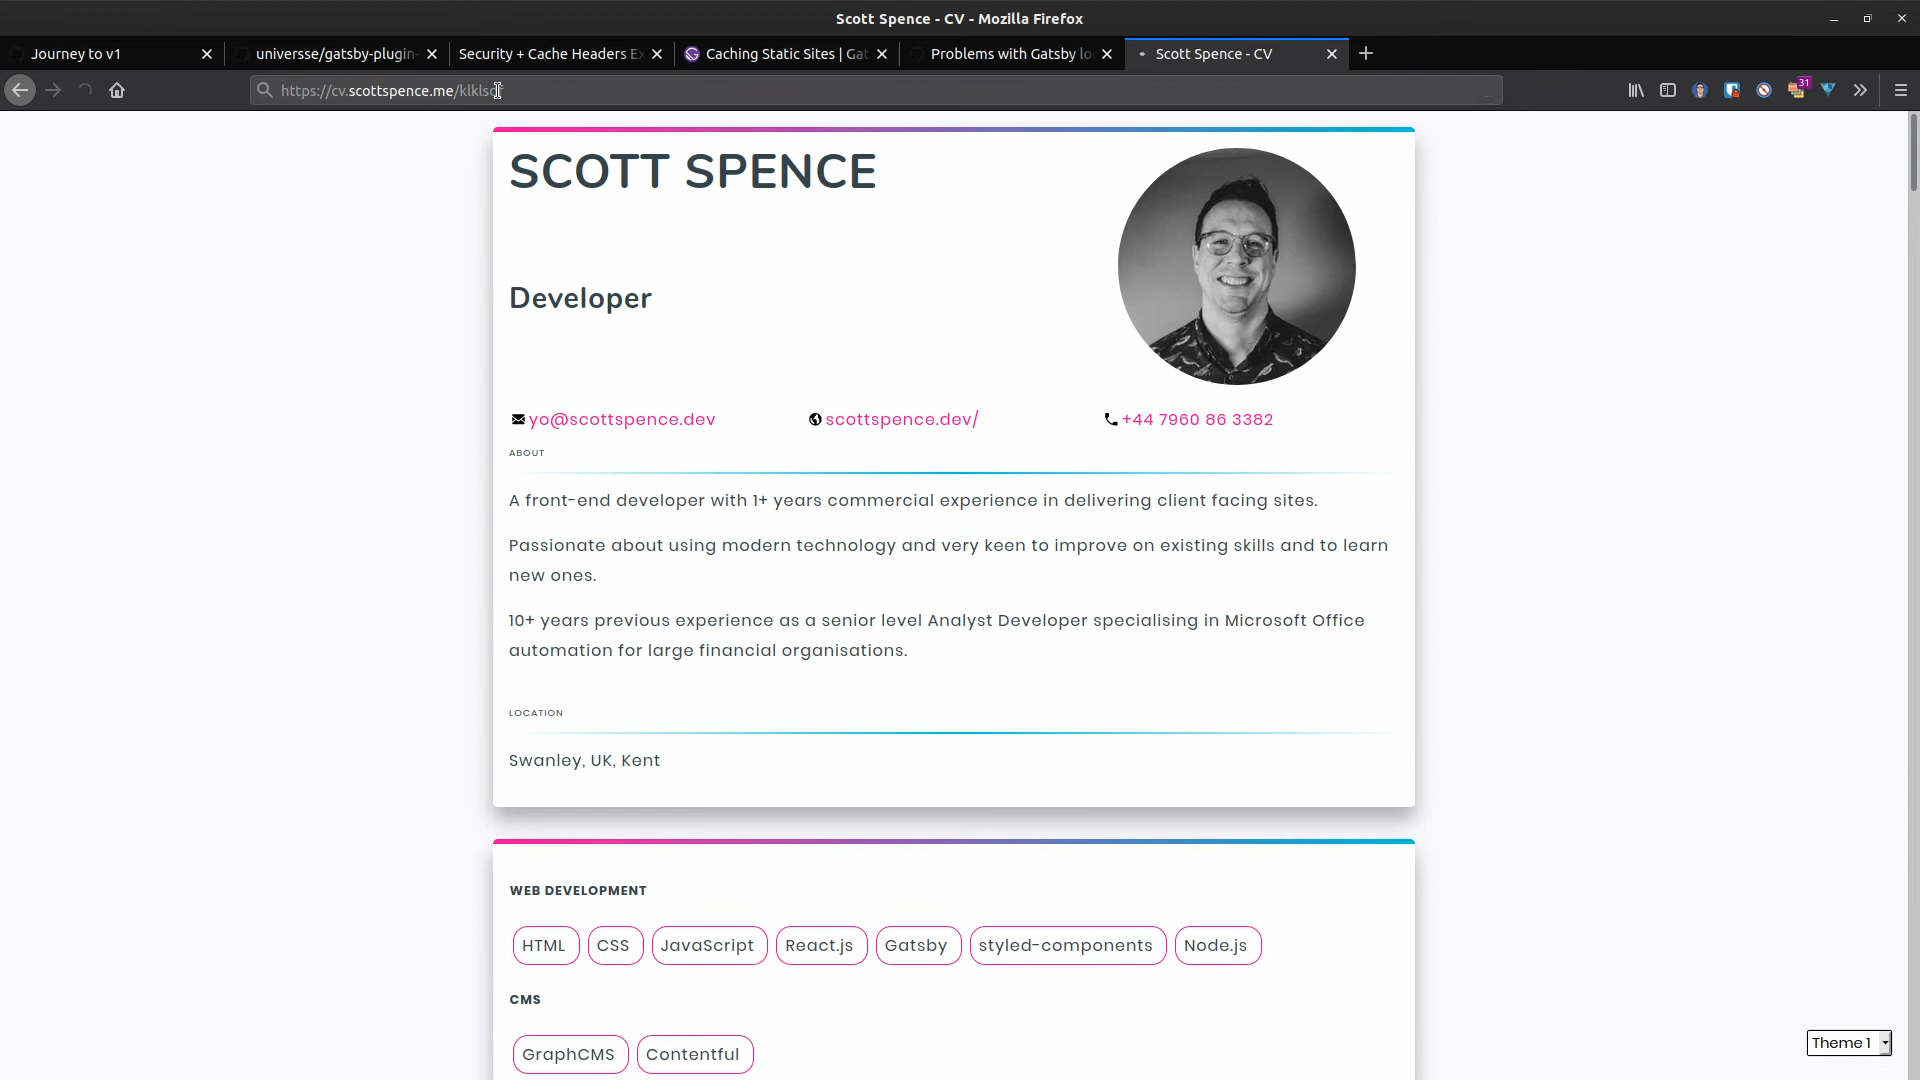 Scott Spence - CV - Mozilla Firefox
Journey to v1
universse/gatsby-plugin-
Security + Cache Headers Ex
Caching Static Sites | Gat
Problems with Gatsby lo
Scott Spence - CV
https://cv.scottspence.me/klkls
31
SCOTT SPENCE
Developer
yo@scottspence.dev
scottspence.dev/
+44 7960 86 3382
ABOUT
A front-end developer with 1+ years commercial experience in delivering client facing sites.
Passionate about using modern technology and very keen to improve on existing skills and to learn
new ones.
10+ years previous experience as a senior level Analyst Developer specialising in Microsoft Office
automation for large financial organisations.
LOCATION
Swanley, UK, Kent
WEB DEVELOPMENT
HTML CSS JavaScript React.js Gatsby styled-components Node.js
CMS
GraphCMS Contentful
Theme 1